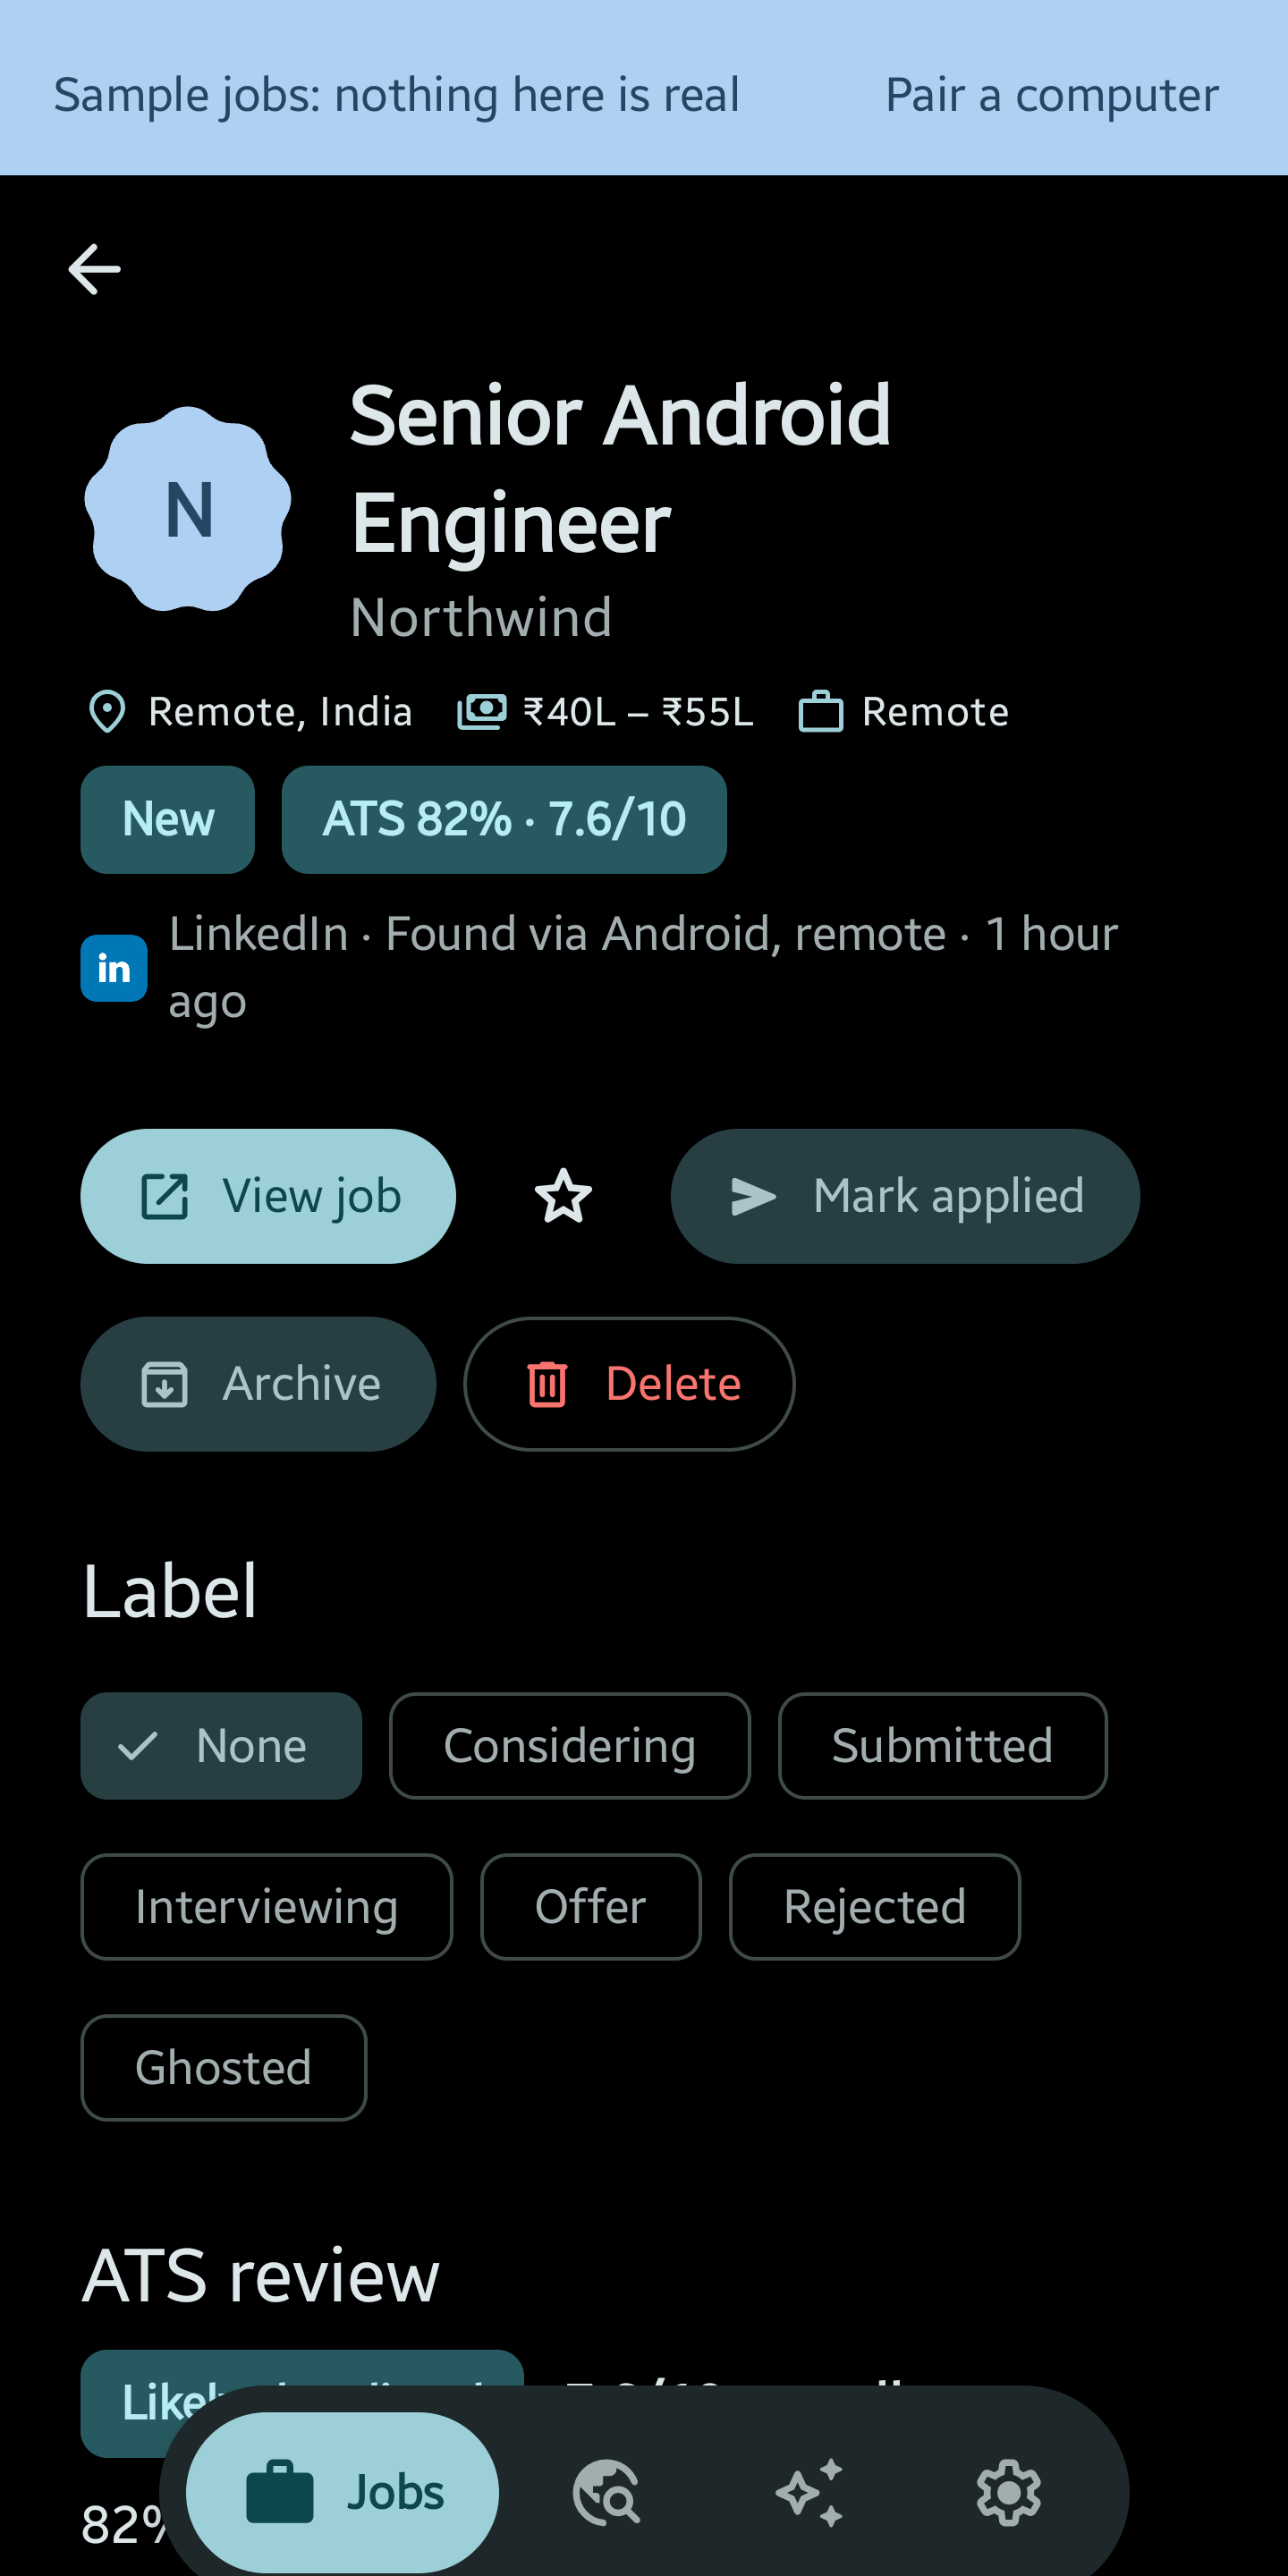 Sample jobs: nothing here is real
Pair a computer
N
Senior Android
Engineer
Northwind
Remote, India
₹40L – ₹55L
Remote
New
ATS 82% · 7.6/10
in
LinkedIn · Found via Android, remote · 1 hour
ago
View job
Mark applied
Archive
Delete
Label
None
Considering
Submitted
Interviewing
Offer
Rejected
Ghosted
ATS review
82%
Jobs